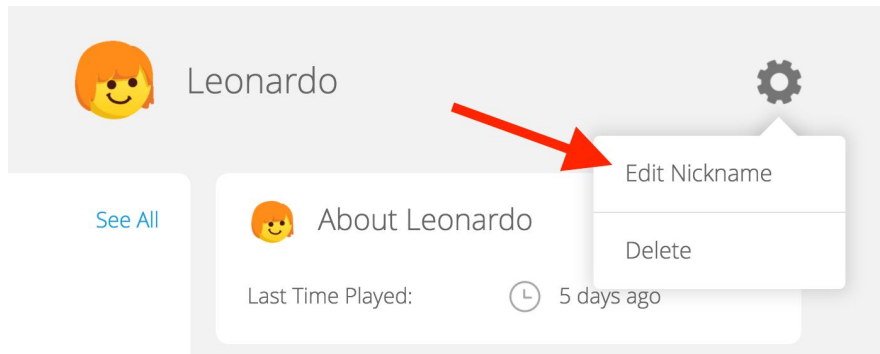 Leonardo
Edit Nickname
See All
About Leonardo
Delete
Last Time Played:
5 days ago